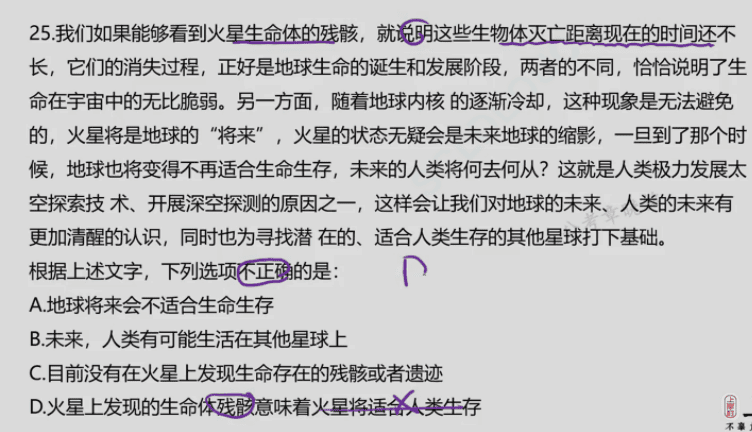 25.我们如果能够看到火星生命体的残骸，就说明这些生物体灭亡距离现在的时间还不
长，它们的消失过程，正好是地球生命的诞生和发展阶段，两者的不同，恰恰说明了生
命在宇宙中的无比脆弱。另一方面，随着地球内核 的逐渐冷却，这种现象是无法避免
的，火星将是地球的“将来”，火星的状态无疑会是未来地球的缩影，一旦到了那个时
候，地球也将变得不再适合生命生存，未来的人类将何去何从？这就是人类极力发展太
空探索技 术、开展深空探测的原因之一，这样会让我们对地球的未来、人类的未来有
更加清醒的认识，同时也为寻找潜 在的、适合人类生存的其他星球打下基础。
根据上述文字，下列选项不正确的是：
A.地球将来会不适合生命生存
B.未来，人类有可能生活在其他星球上
C.目前没有在火星上发现生命存在的残骸或者遗迹
D.火星上发现的生命体残骸意味着火星将适合人类生存
不靠